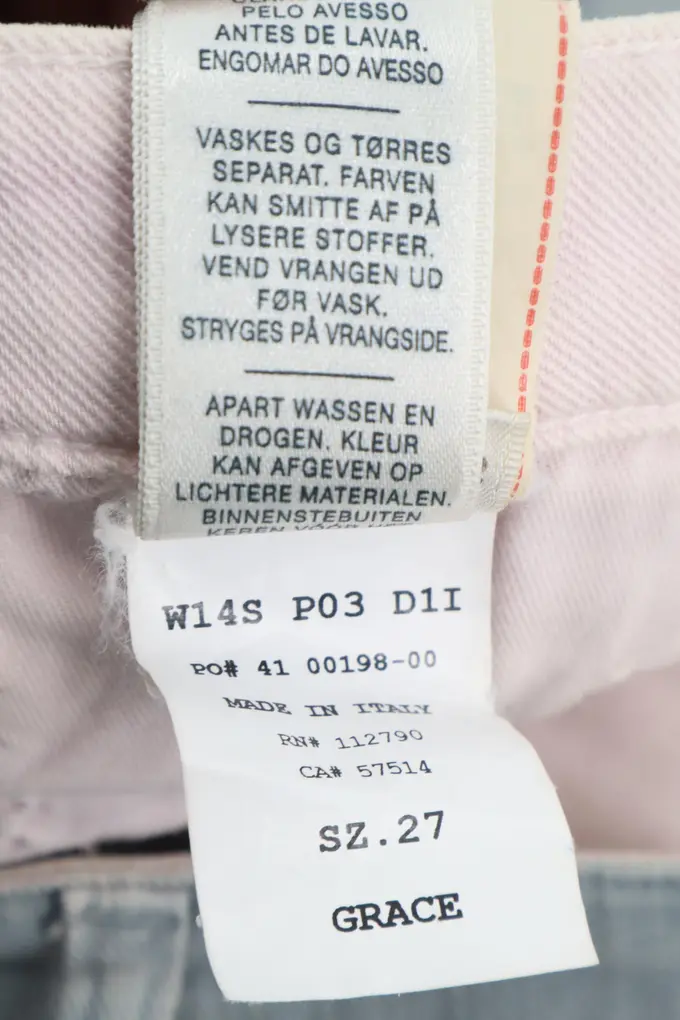 PELO AVESSO
ANTES DE LAVAR.
ENGOMAR DO AVESSO
VASKES OG TØRRES
SEPARAT. FARVEN
KAN SMITTE AF PÅ
LYSERE STOFFER.
VEND VRANGEN UD
FØR VASK.
STRYGES PÅ VRANGSIDE.
APART WASSEN EN
DROGEN. KLEUR
KAN AFGEVEN OP
LICHTERE MATERIALEN.
BINNENSTEBUITEN
KEREN VÓÓR
W14S P03 D1I
PO# 41 00198-00
MADE IN ITALY
RN# 112790
CA# 57514
SZ.27
GRACE